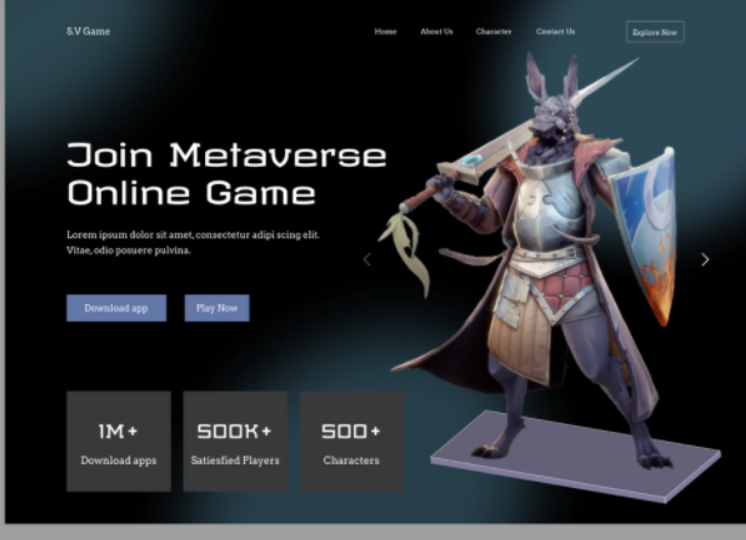 S.V Game
Home About Us Character Contact Us Explore Now
Join Metaverse
Online Game
Lorem ipsum dolor sit amet, consectetur adipi scing elit.
Vitae, odio posuere pulvina.
Download app Play Now
1M+ 500K+ 500+
Download apps Satiesfied Players Characters